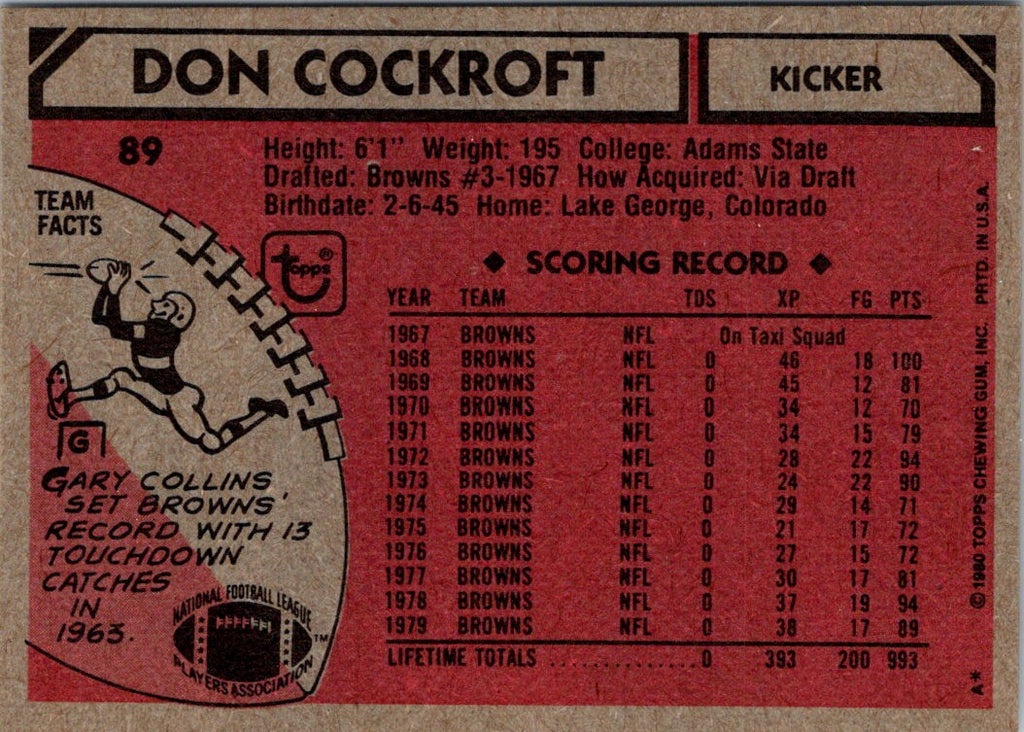 DON COCKROFT
KICKER
89
Height: 6'1" Weight: 195 College: Adams State
Drafted: Browns #3-1967 How Acquired: Via Draft
Birthdate: 2-6-45 Home: Lake George, Colorado
TEAM
FACTS
topps®
G
GARY COLLINS
SET BROWNS'
RECORD WITH 13
TOUCHDOWN
CATCHES
IN
1963.
NATIONAL FOOTBALL LEAGUE
PLAYERS ASSOCIATION
TM
◆ SCORING RECORD ◆
YEAR TEAM TDS XP FG PTS
1967 BROWNS NFL On Taxi Squad
1968 BROWNS NFL 0 46 18 100
1969 BROWNS NFL 0 45 12 81
1970 BROWNS NFL 0 34 12 70
1971 BROWNS NFL 0 34 15 79
1972 BROWNS NFL 0 28 22 94
1973 BROWNS NFL 0 24 22 90
1974 BROWNS NFL 0 29 14 71
1975 BROWNS NFL 0 21 17 72
1976 BROWNS NFL 0 27 15 72
1977 BROWNS NFL 0 30 17 81
1978 BROWNS NFL 0 37 19 94
1979 BROWNS NFL 0 38 17 89
LIFETIME TOTALS ..................0 393 200 993
©1980 TOPPS CHEWING GUM, INC. PRTD. IN U.S.A.
A*